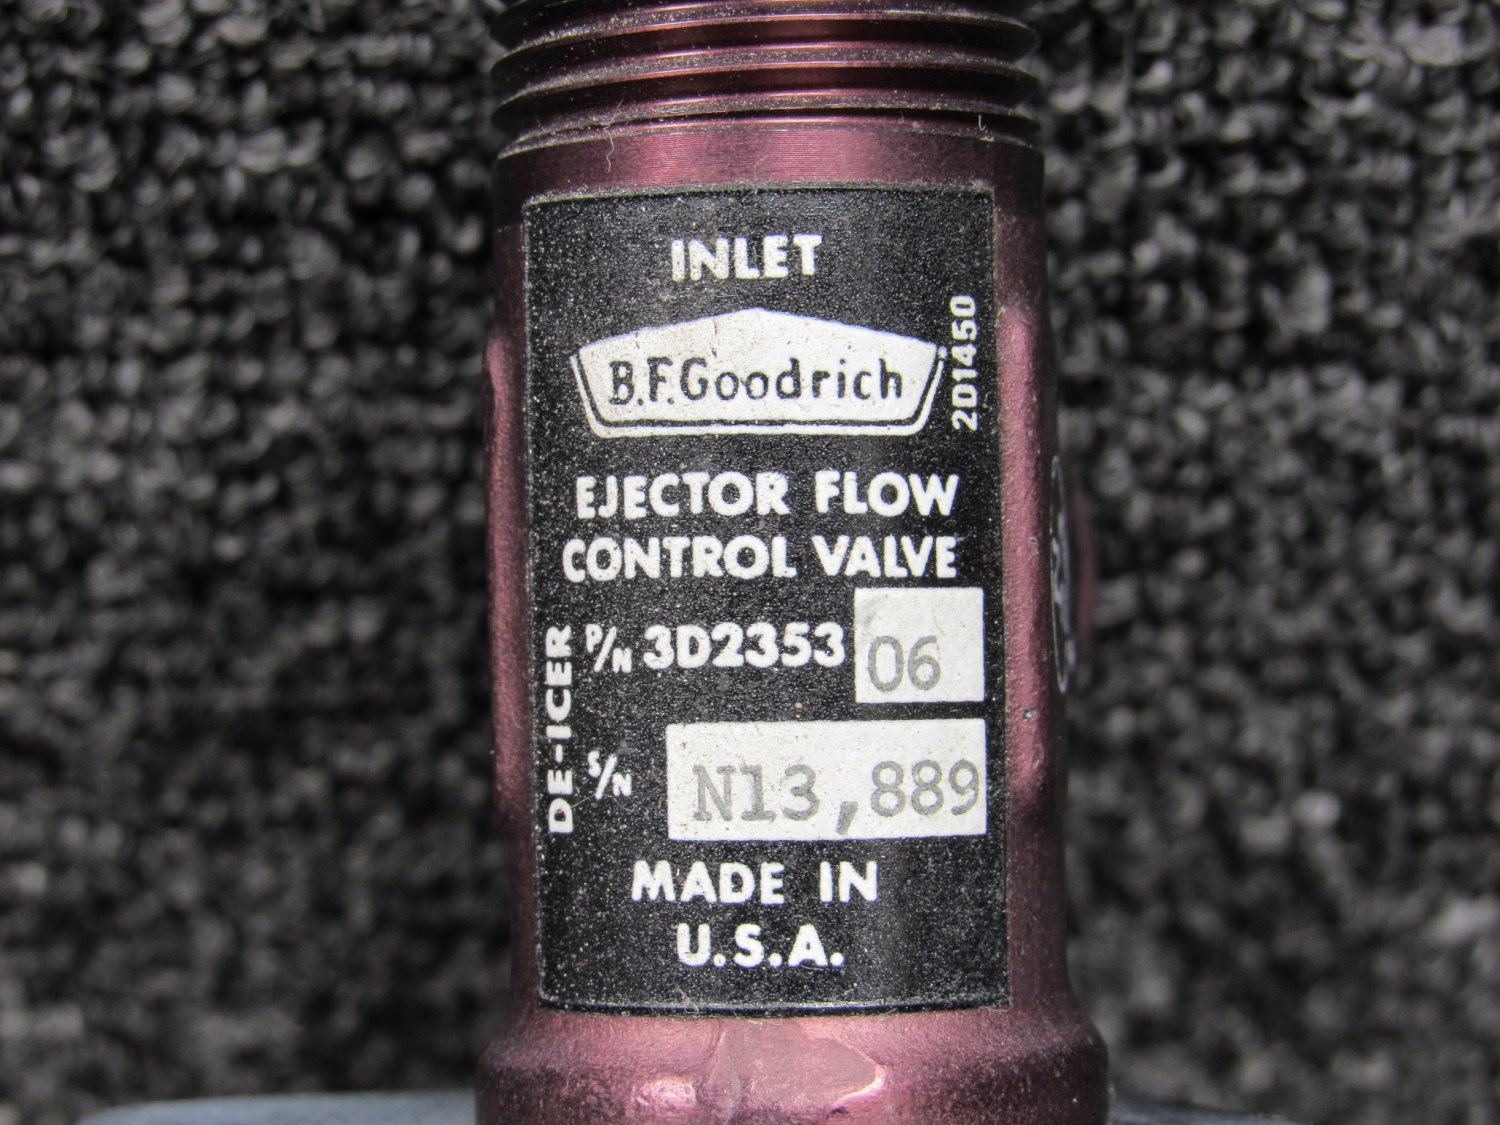 INLET
B.F.Goodrich
2D1450
EJECTOR FLOW
CONTROL VALVE
DE-ICER
P/N 3D2353 06
S/N N13,889
MADE IN
U.S.A.